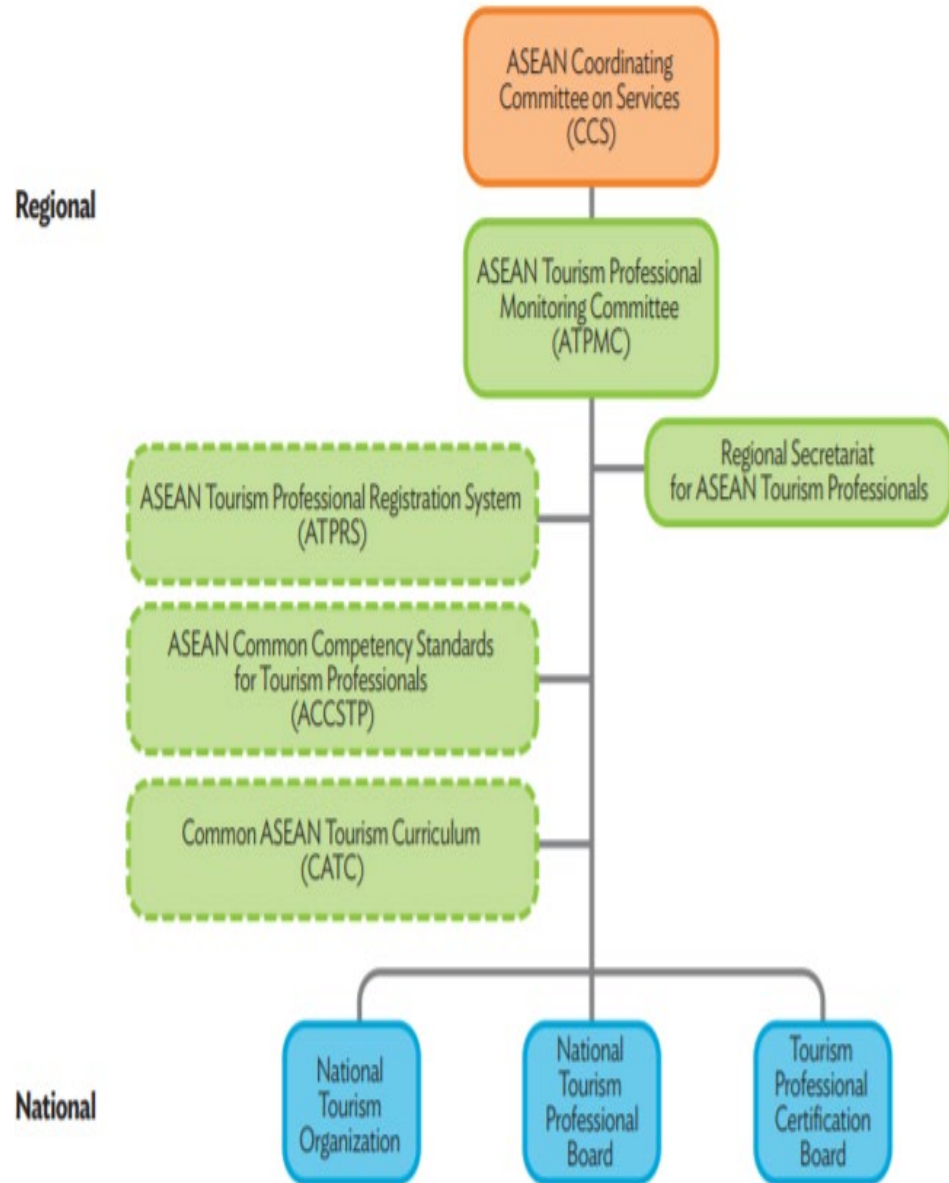 ASEAN Coordinating
Committee on Services
(CCS)
Regional
ASEAN Tourism Professional
Monitoring Committee
(ATPMC)
Regional Secretariat
for ASEAN Tourism Professionals
ASEAN Tourism Professional Registration System
(ATPRS)
ASEAN Common Competency Standards
for Tourism Professionals
(ACCSTP)
Common ASEAN Tourism Curriculum
(CATC)
National
National
Tourism
Organization
National
Tourism
Professional
Board
Tourism
Professional
Certification
Board